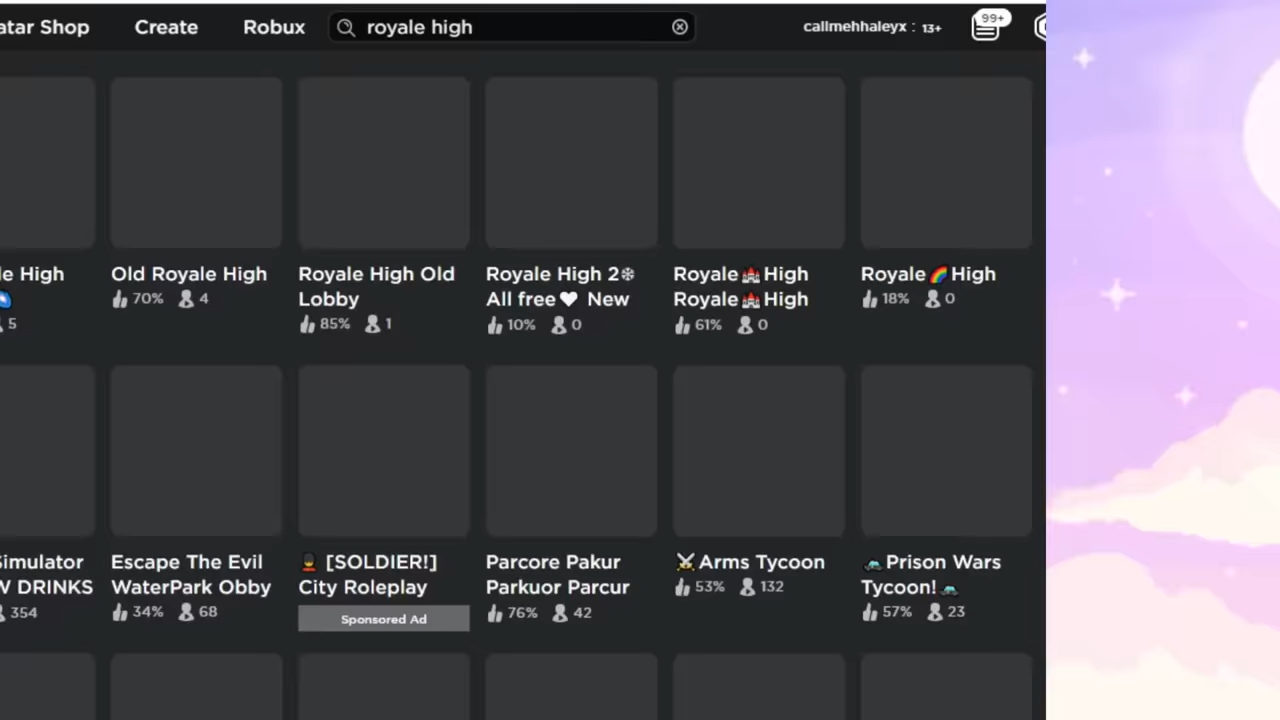 atar Shop
Create
Robux
royale high
callmehhaleyx : 13+
99+
le High
5
Old Royale High
70% 4
Royale High Old
Lobby
85% 1
Royale High 2❄
All free🤍 New
10% 0
Royale🏰High
Royale🏰High
61% 0
Royale🌈High
18% 0
Simulator
W DRINKS
354
Escape The Evil
WaterPark Obby
34% 68
[SOLDIER!]
City Roleplay
Sponsored Ad
Parcore Pakur
Parkuor Parcur
76% 42
⚔Arms Tycoon
53% 132
🚓Prison Wars
Tycoon!🚓
57% 23